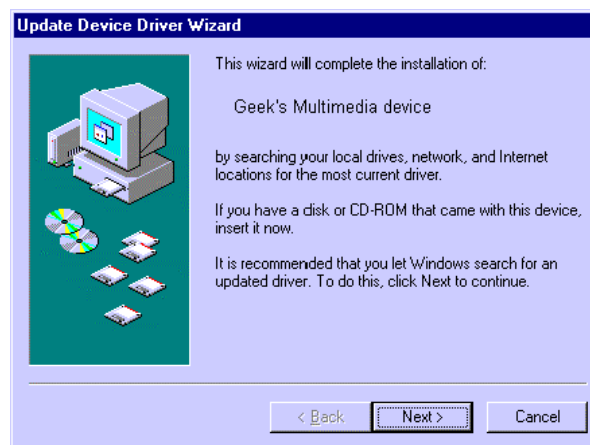 Update Device Driver Wizard
This wizard will complete the installation of:
Geek's Multimedia device
by searching your local drives, network, and Internet
locations for the most current driver.
If you have a disk or CD-ROM that came with this device,
insert it now.
It is recommended that you let Windows search for an
updated driver. To do this, click Next to continue.
< Back
Next >
Cancel